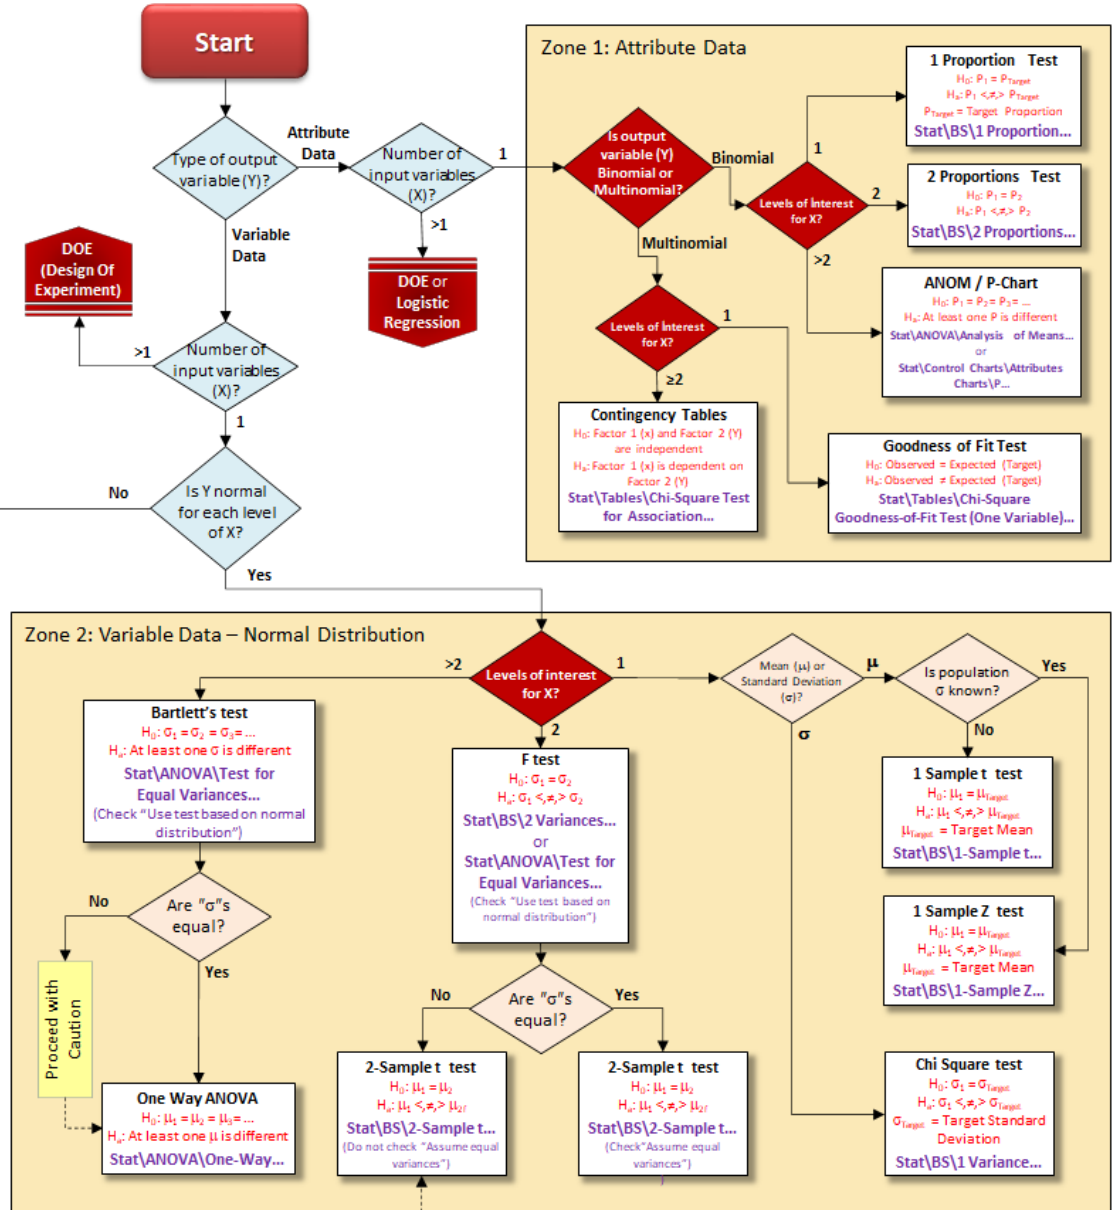 Start
Type of output
variable (Y)?
Attribute
Data
Number of
input variables
(X)?
1
>1
DOE or
Logistic
Regression
Variable
Data
DOE
(Design Of
Experiment)
>1
Number of
input variables
(X)?
1
Is Y normal
for each level
of X?
No
Yes
Zone 1: Attribute Data
Is output
variable (Y)
Binomial or
Multinomial?
Binomial
Multinomial
Levels of Interest
for X?
1
2
>2
1 Proportion Test
H0: P1 = PTarget
Ha: P1 <,≠,> PTarget
PTarget = Target Proportion
Stat\BS\1 Proportion...
2 Proportions Test
H0: P1 = P2
Ha: P1 <,≠,> P2
Stat\BS\2 Proportions...
ANOM / P-Chart
H0: P1 = P2 = P3 = ...
Ha: At least one P is different
Stat\ANOVA\Analysis of Means...
or
Stat\Control Charts\Attributes
Charts\P...
Levels of Interest
for X?
1
≥2
Contingency Tables
H0: Factor 1 (x) and Factor 2 (Y)
are independent
Ha: Factor 1 (x) is dependent on
Factor 2 (Y)
Stat\Tables\Chi-Square Test
for Association...
Goodness of Fit Test
H0: Observed = Expected (Target)
Ha: Observed ≠ Expected (Target)
Stat\Tables\Chi-Square
Goodness-of-Fit Test (One Variable)...
Zone 2: Variable Data – Normal Distribution
Levels of interest
for X?
>2
1
2
Bartlett's test
H0: σ1 = σ2 = σ3= ...
Ha: At least one σ is different
Stat\ANOVA\Test for
Equal Variances...
(Check "Use test based on normal
distribution")
Are "σ"s
equal?
No
Yes
Proceed with
Caution
One Way ANOVA
H0: μ1 = μ2 = μ3= ...
Ha: At least one μ is different
Stat\ANOVA\One-Way...
F test
H0: σ1 = σ2
Ha: σ1 <,≠,> σ2
Stat\BS\2 Variances...
or
Stat\ANOVA\Test for
Equal Variances...
(Check "Use test based on
normal distribution")
Are "σ"s
equal?
No
Yes
2-Sample t test
H0: μ1 = μ2
Ha: μ1 <,≠,> μ2
Stat\BS\2-Sample t...
(Do not check "Assume equal
variances")
2-Sample t test
H0: μ1 = μ2
Ha: μ1 <,≠,> μ2
Stat\BS\2-Sample t...
(Check"Assume equal
variances")
)
Mean (μ) or
Standard Deviation
(σ)?
μ
σ
Is population
σ known?
Yes
No
1 Sample t test
H0: μ1 = μTarget
Ha: μ1 <,≠,> μTarget
μTarget = Target Mean
Stat\BS\1-Sample t...
1 Sample Z test
H0: μ1 = μTarget
Ha: μ1 <,≠,> μTarget
μTarget = Target Mean
Stat\BS\1-Sample Z...
Chi Square test
H0: σ1 = σTarget
Ha: σ1 <,≠,> σTarget
σTarget = Target Standard
Deviation
Stat\BS\1 Variance...